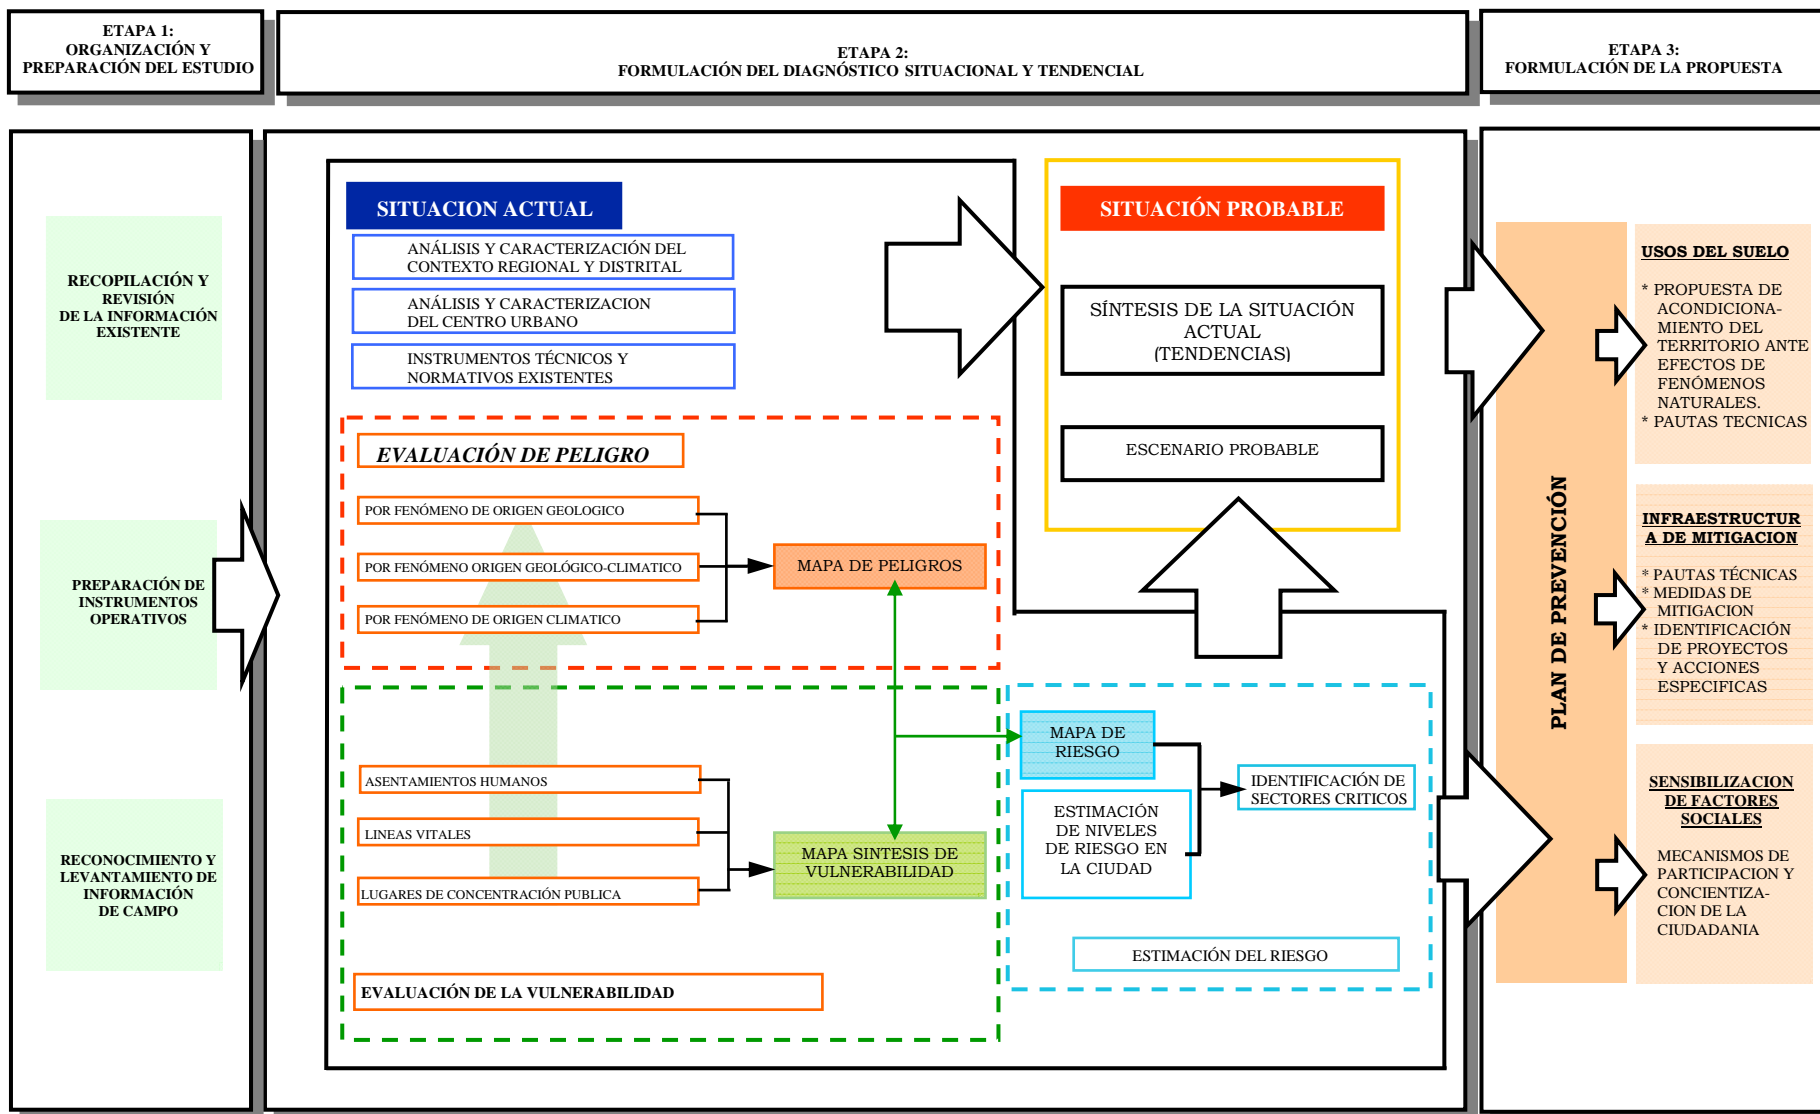 ETAPA 1:
ORGANIZACIÓN Y
PREPARACIÓN DEL ESTUDIO
ETAPA 2:
FORMULACIÓN DEL DIAGNÓSTICO SITUACIONAL Y TENDENCIAL
ETAPA 3:
FORMULACIÓN DE LA PROPUESTA
RECOPILACIÓN Y
REVISIÓN
DE LA INFORMACIÓN
EXISTENTE
PREPARACIÓN DE
INSTRUMENTOS
OPERATIVOS
RECONOCIMIENTO Y
LEVANTAMIENTO DE
INFORMACIÓN
DE CAMPO
SITUACION ACTUAL
ANÁLISIS Y CARACTERIZACIÓN DEL
CONTEXTO REGIONAL Y DISTRITAL
ANÁLISIS Y CARACTERIZACION
DEL CENTRO URBANO
INSTRUMENTOS TÉCNICOS Y
NORMATIVOS EXISTENTES
EVALUACIÓN DE PELIGRO
POR FENÓMENO DE ORIGEN GEOLOGICO
POR FENÓMENO ORIGEN GEOLÓGICO-CLIMATICO
POR FENÓMENO DE ORIGEN CLIMATICO
MAPA DE PELIGROS
ASENTAMIENTOS HUMANOS
LINEAS VITALES
LUGARES DE CONCENTRACIÓN PUBLICA
MAPA SINTESIS DE
VULNERABILIDAD
EVALUACIÓN DE LA VULNERABILIDAD
SITUACIÓN PROBABLE
SÍNTESIS DE LA SITUACIÓN
ACTUAL
(TENDENCIAS)
ESCENARIO PROBABLE
MAPA DE
RIESGO
ESTIMACIÓN
DE NIVELES
DE RIESGO EN
LA CIUDAD
IDENTIFICACIÓN DE
SECTORES CRITICOS
ESTIMACIÓN DEL RIESGO
PLAN DE PREVENCIÓN
USOS DEL SUELO
* PROPUESTA DE
ACONDICIONA-
MIENTO DEL
TERRITORIO ANTE
EFECTOS DE
FENÓMENOS
NATURALES.
* PAUTAS TECNICAS
INFRAESTRUCTUR
A DE MITIGACION
* PAUTAS TÉCNICAS
* MEDIDAS DE
MITIGACION
* IDENTIFICACIÓN
DE PROYECTOS
Y ACCIONES
ESPECIFICAS
SENSIBILIZACION
DE FACTORES
SOCIALES
MECANISMOS DE
PARTICIPACION Y
CONCIENTIZA-
CION DE LA
CIUDADANIA